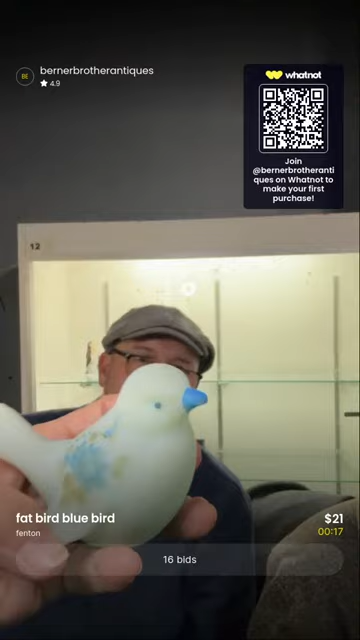 BE
bernerbrotherantiques
4.9
whatnot
Join
@bernerbrotheranti
ques on Whatnot to
make your first
purchase!
12
fat bird blue bird
$21
fenton
00:17
16 bids